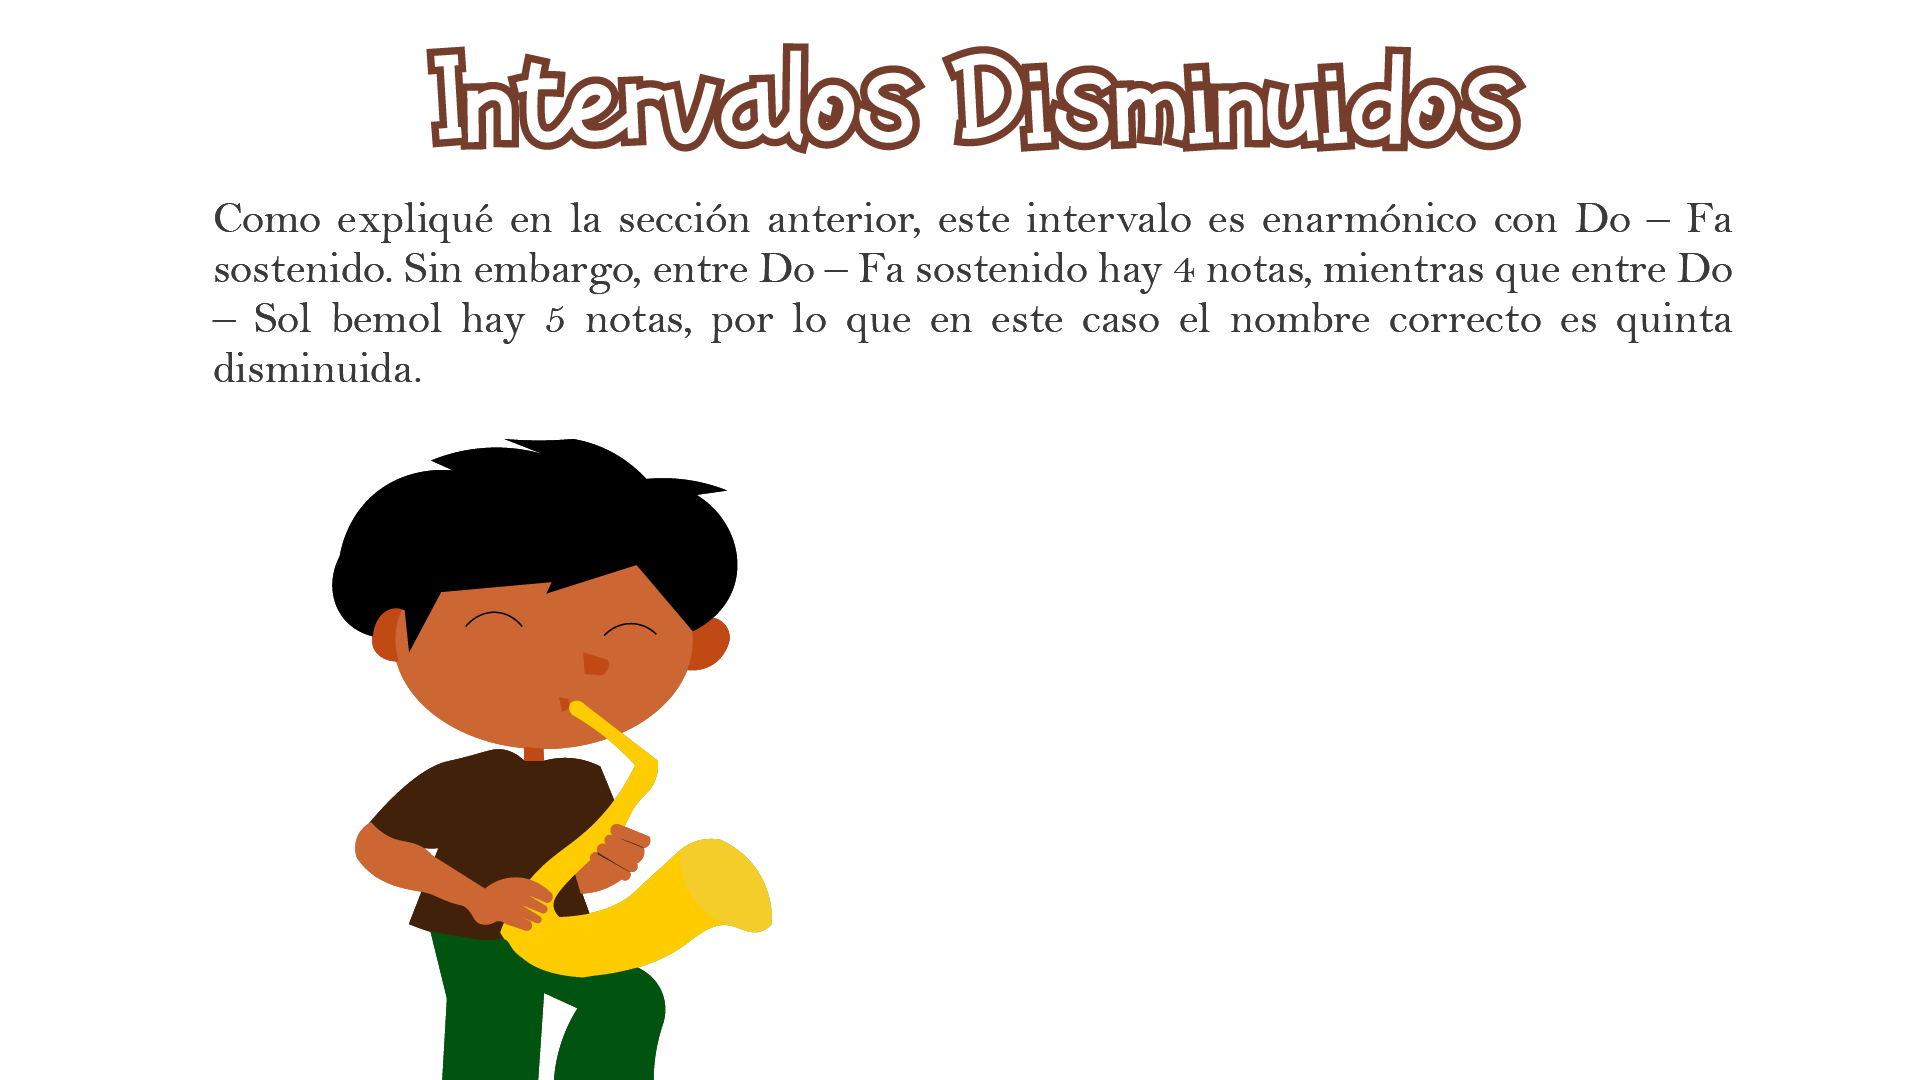 Intervalos Disminuidos
Como expliqué en la sección anterior, este intervalo es enarmónico con Do – Fa
sostenido. Sin embargo, entre Do – Fa sostenido hay 4 notas, mientras que entre Do
– Sol bemol hay 5 notas, por lo que en este caso el nombre correcto es quinta
disminuida.